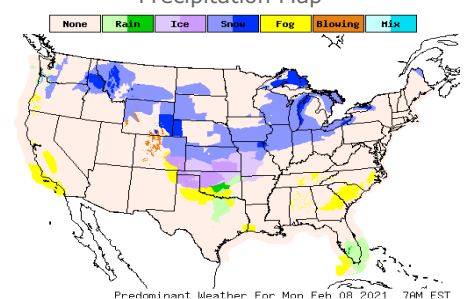 Precipitation Map
None Rain Ice Snow Fog Blowing Mix
Predominant Weather For Mon Feb 08 2021 7AM EST